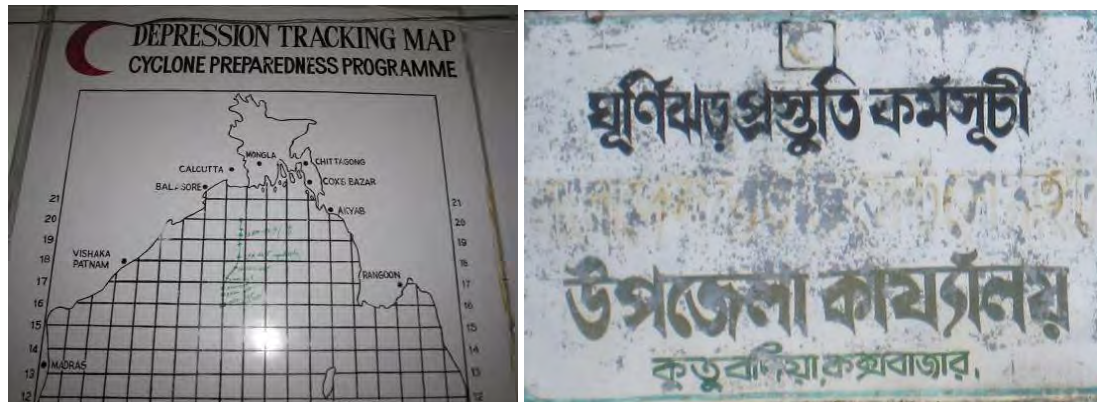 DEPRESSION TRACKING MAP
CYCLONE PREPAREDNESS PROGRAMME
MONGLA
CHITTAGONG
CALCUTTA
COX'S BAZAR
BALASORE
AKYAB
21 21
20 20
19 19
VISHAKA PATNAM
18 18
RANGOON
17 17
16 16
15 15
14 14
MADRAS
13 13
12 12
ঘূর্ণিঝড় প্রস্তুতি কর্মসূচী
উপজেলা কার্য্যালয়
কুতুবদিয়া, কক্সবাজার,